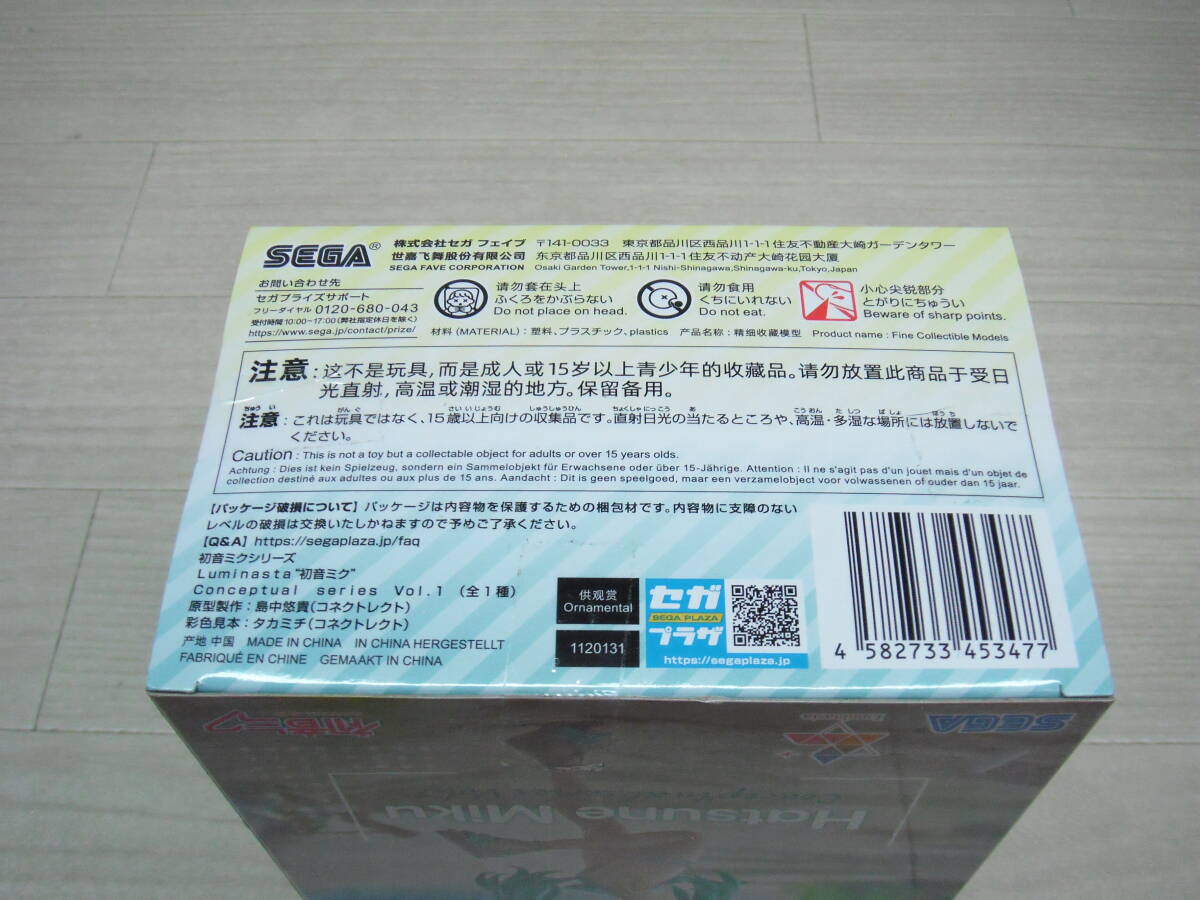 SEGA®
株式会社セガ フェイブ 〒141-0033 東京都品川区西品川1-1-1住友不動産大崎ガーデンタワー
世嘉飞舞股份有限公司 东京都品川区西品川1-1-1住友不动产大崎花园大厦
SEGA FAVE CORPORATION Osaki Garden Tower,1-1-1 Nishi-Shinagawa,Shinagawa-ku,Tokyo,Japan
お問い合わせ先
セガプライズサポート
フリーダイヤル 0120-680-043
受付時間10:00~17:00(弊社指定休日を除く)
https://www.sega.jp/contact/prize/
请勿套在头上
ふくろをかぶらない
Do not place on head.
请勿食用
くちにいれない
Do not eat.
小心尖锐部分
とがりにちゅうい
Beware of sharp points.
材料(MATERIAL):塑料、プラスチック、plastics 产品名称:精细收藏模型 Product name : Fine Collectible Models
注意:这不是玩具,而是成人或15岁以上青少年的收藏品。请勿放置此商品于受日
光直射,高温或潮湿的地方。保留备用。
注意:これは玩具ではなく、15歳以上向けの収集品です。直射日光の当たるところや、高温・多湿な場所には放置しないで
ください。
Caution : This is not a toy but a collectable object for adults or over 15 years olds.
Achtung : Dies ist kein Spielzeug, sondern ein Sammelobjekt für Erwachsene oder über 15-Jährige. Attention : Il ne s'agit pas d'un jouet mais d'un objet de
collection destiné aux adultes ou aux plus de 15 ans. Aandacht : Dit is geen speelgoed, maar een verzamelobject voor volwassenen of ouder dan 15 jaar.
【パッケージ破損について】パッケージは内容物を保護するための梱包材です。内容物に支障のない
レベルの破損は交換いたしかねますので予めご了承ください。
【Q&A】https://segaplaza.jp/faq
初音ミクシリーズ
Luminasta“初音ミク”
Conceptual series Vol.1 (全1種)
原型製作:島中悠貴(コネクトレクト)
彩色見本:タカミチ(コネクトレクト)
产地 中国 MADE IN CHINA IN CHINA HERGESTELLT
FABRIQUÉ EN CHINE GEMAAKT IN CHINA
供观赏
Ornamental
1120131
セガ
SEGA PLAZA
プラザ
https://segaplaza.jp
4 582733 453477
初音ミク
Luminasta
SEGA
Hatsune Miku